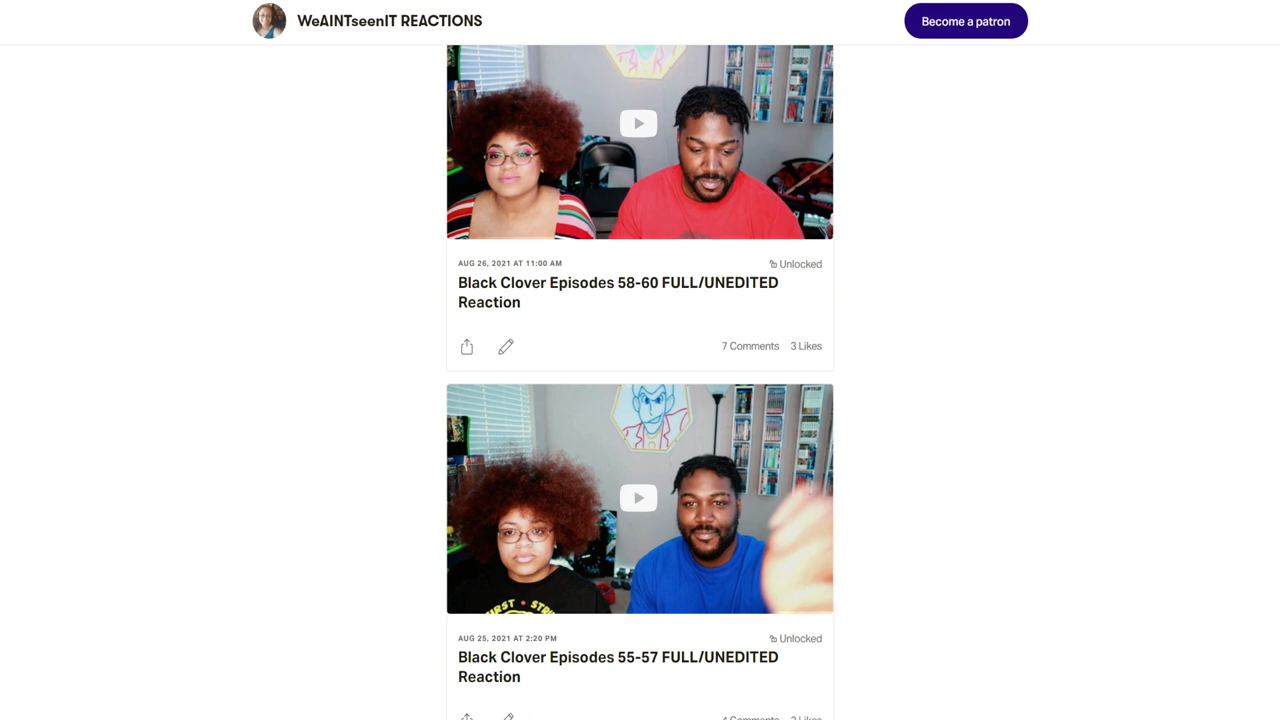 WeAINTseenIT REACTIONS
Become a patron
AUG 26, 2021 AT 11:00 AM
Unlocked
Black Clover Episodes 58-60 FULL/UNEDITED
Reaction
7 Comments 3 Likes
AUG 25, 2021 AT 2:20 PM
Unlocked
Black Clover Episodes 55-57 FULL/UNEDITED
Reaction